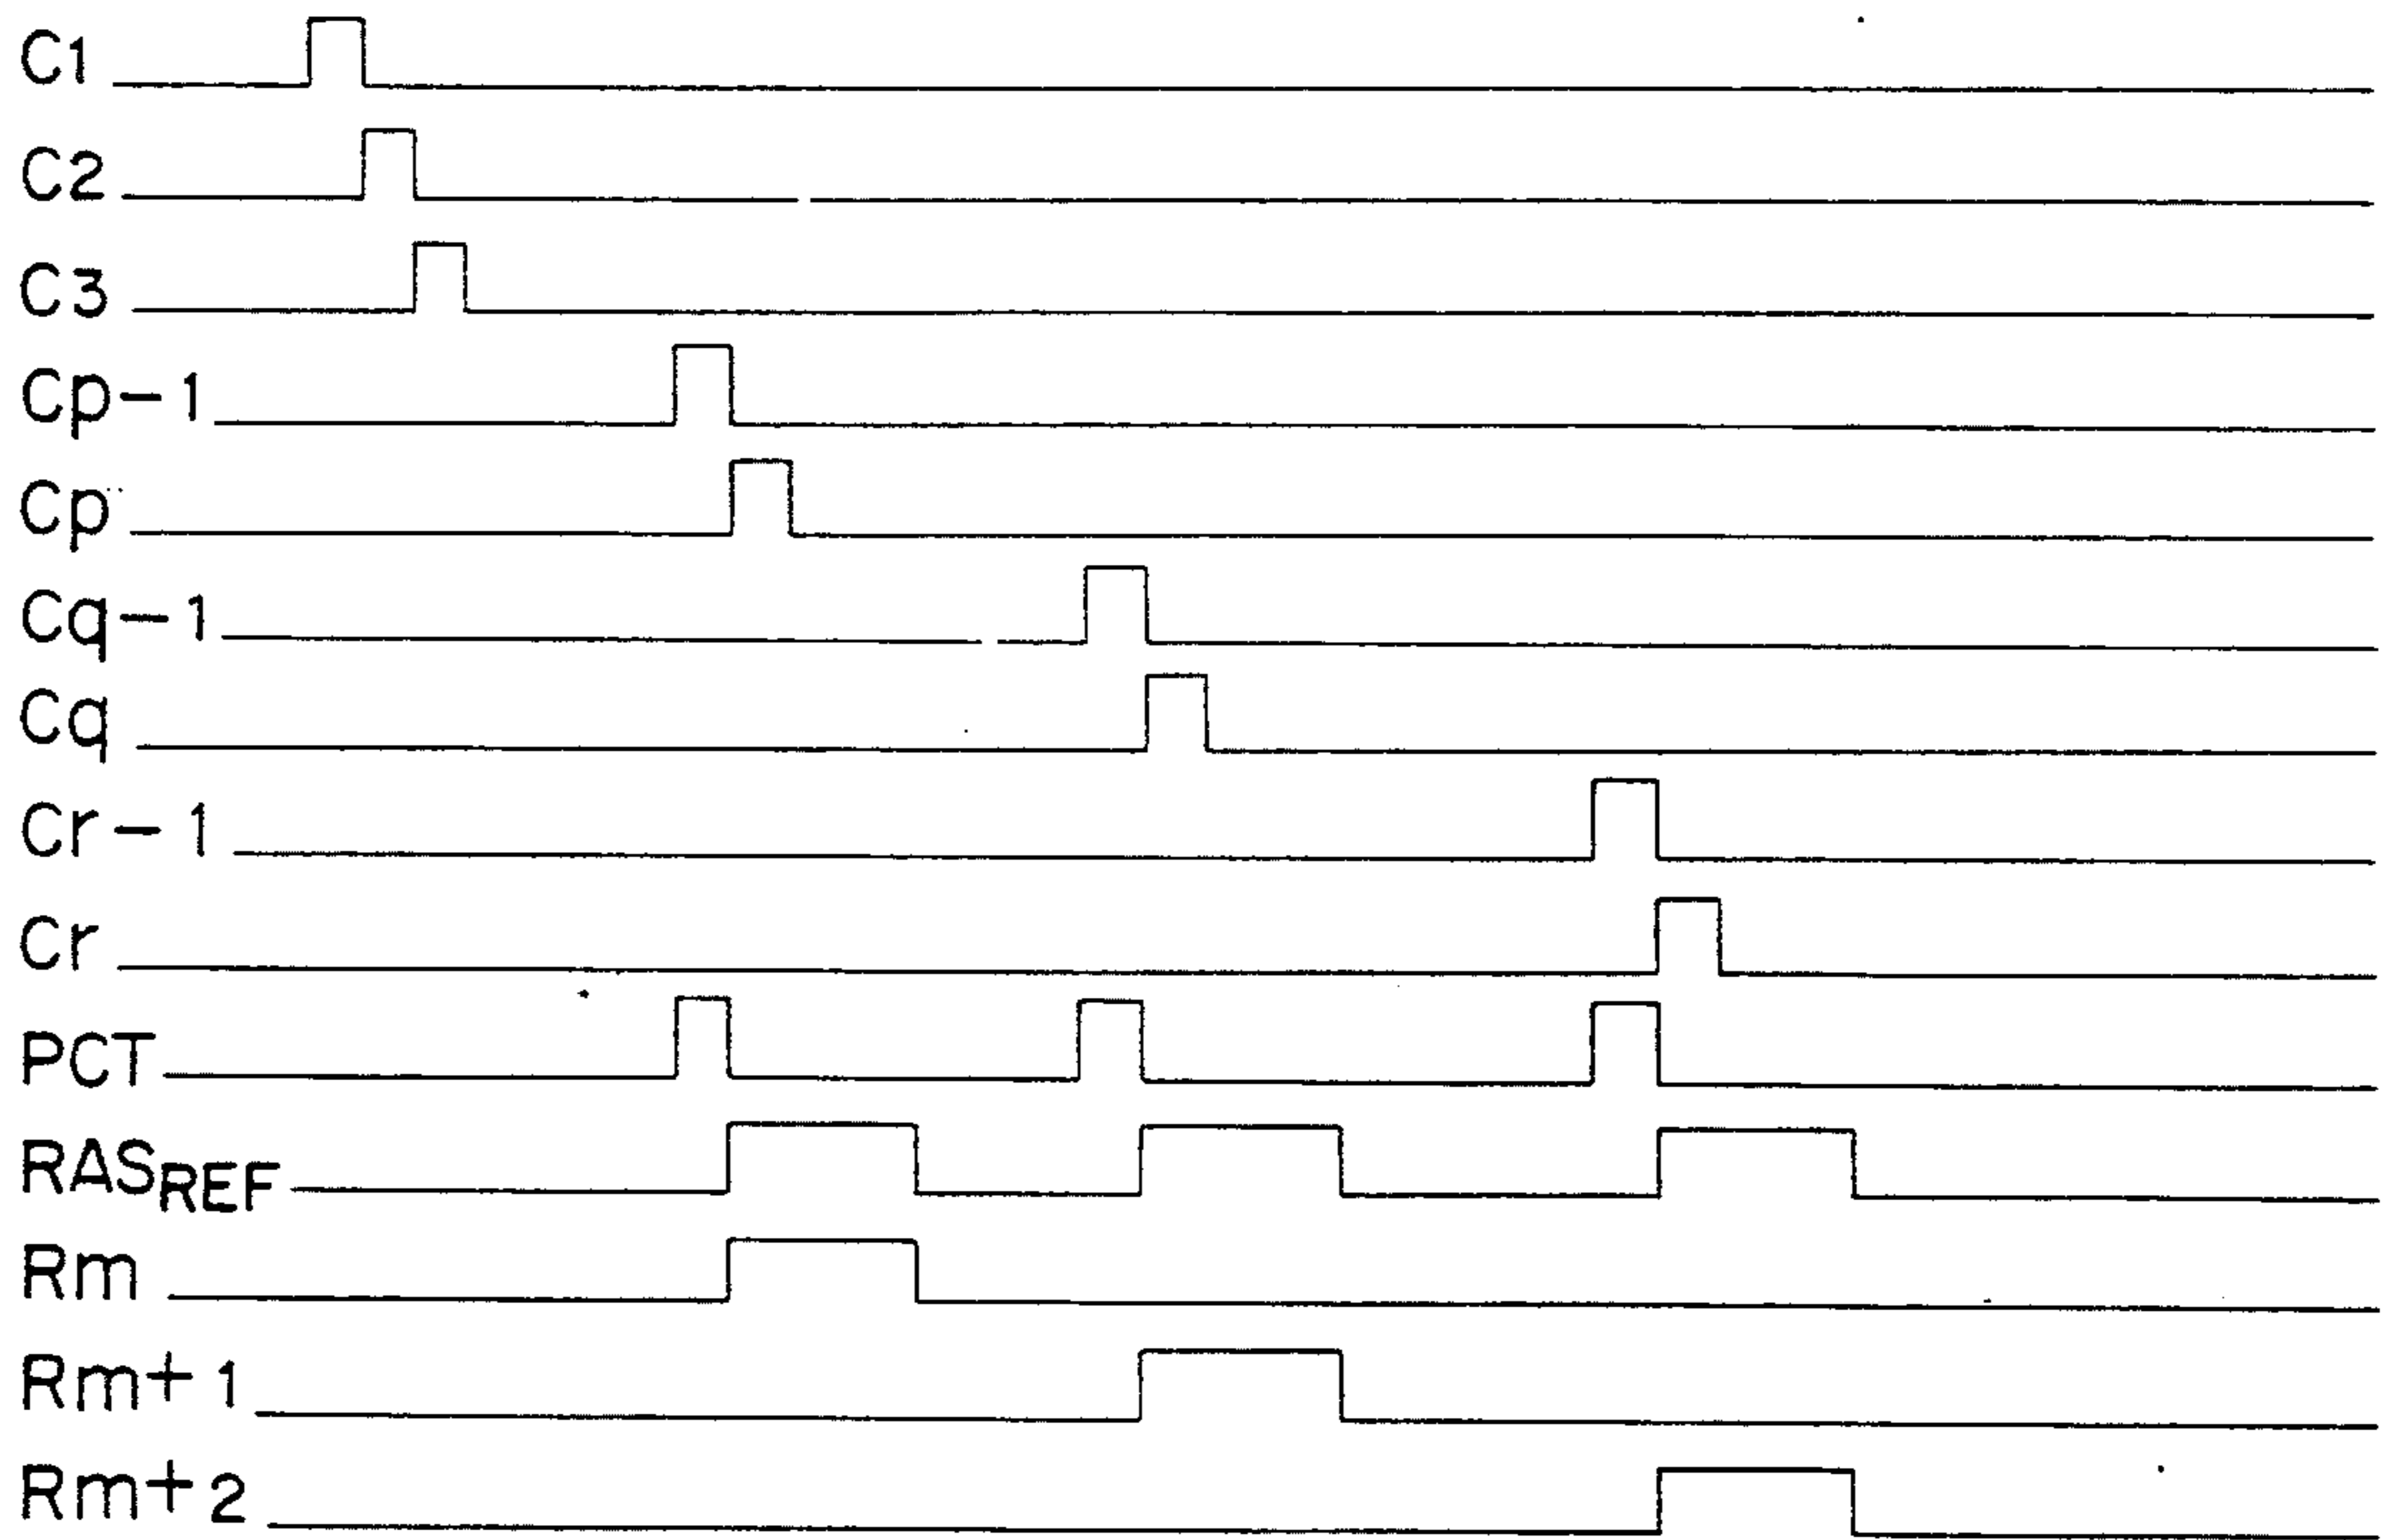 C1
C2
C3
Cp-1
Cp
Cq-1
Cq
Cr-1
Cr
PCT
RASREF
Rm
Rm+1
Rm+2